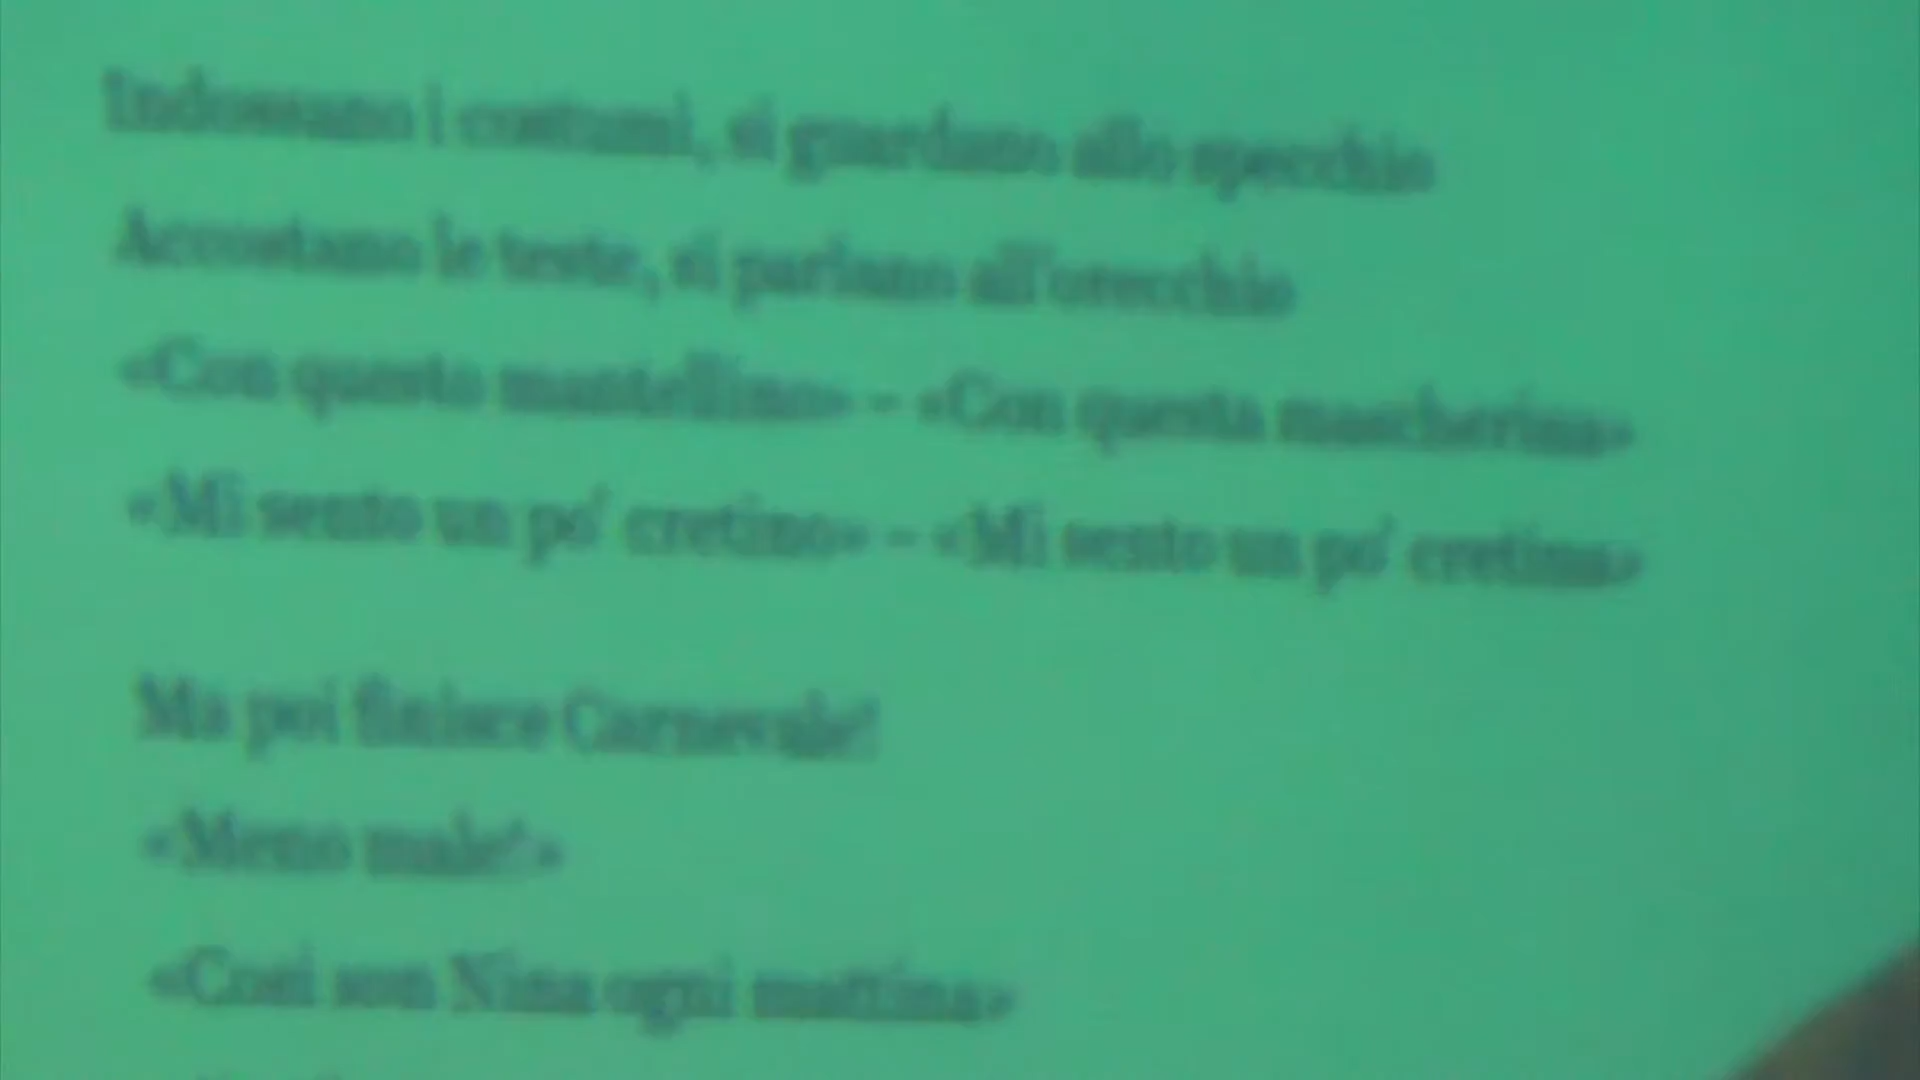 Indossano i costumi, si guardano allo specchio
Accostano le teste, si parlano all'orecchio
«Con questo mantellino» – «Con questa mascherina»
«Mi sento un po' cretino» – «Mi sento un po' cretina»
Ma poi finisce Carnevale!
«Meno male!»
«Così son Nina ogni mattina»